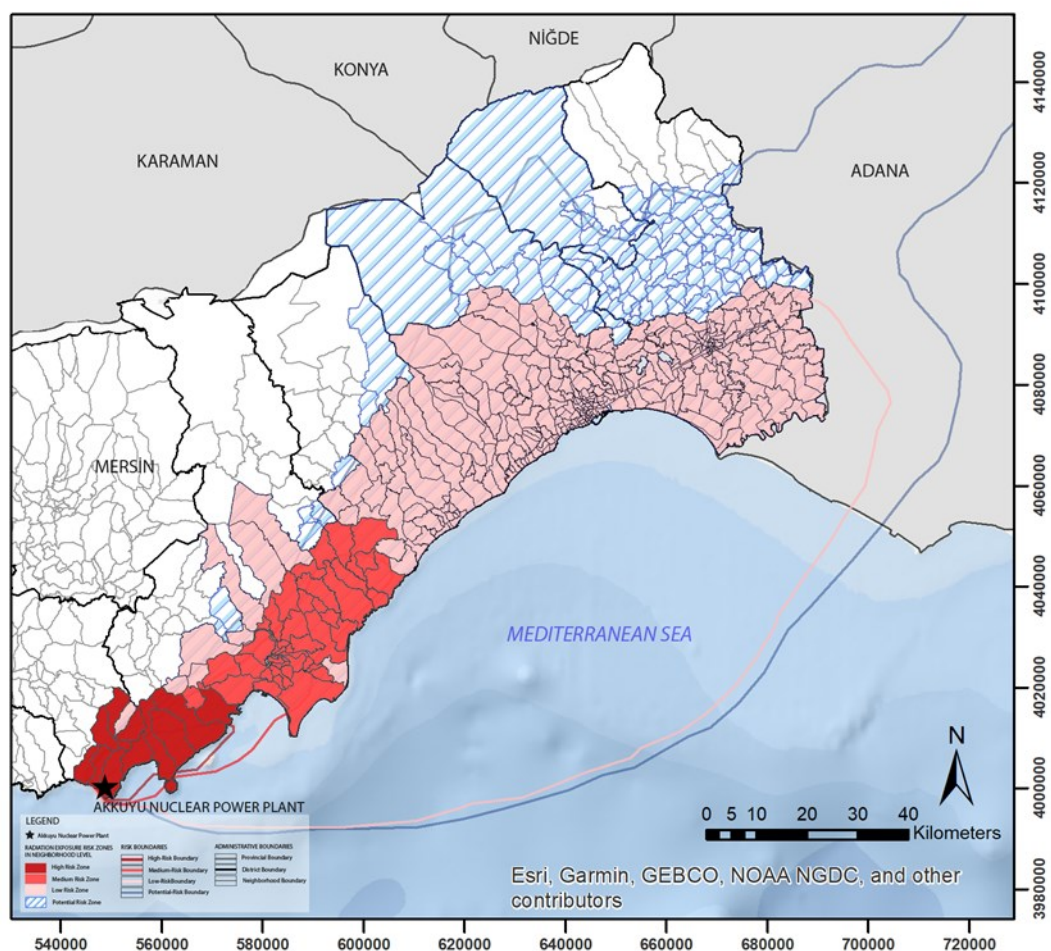 NİĞDE
KONYA
KARAMAN
ADANA
MERSİN
MEDITERRANEAN SEA
AKKUYU NUCLEAR POWER PLANT
LEGEND
Akkuyu Nuclear Power Plant
RADIATION EXPOSURE RISK ZONES
IN NEIGHBORHOOD LEVEL
High Risk Zone
Medium-Risk Zone
Low Risk Zone
Potential Risk Zone
RISK BOUNDARIES
High-Risk Boundary
Medium-Risk Boundary
Low-RiskBoundary
Potential-Risk Boundary
ADMINISTRATIVE BOUNDARIES
Provincial Boundary
District Boundary
Neighborhood Boundary
N
0 5 10 20 30 40
Kilometers
Esri, Garmin, GEBCO, NOAA NGDC, and other
contributors
4140000
4120000
4100000
4080000
4060000
4040000
4020000
4000000
3980000
540000 560000 580000 600000 620000 640000 660000 680000 700000 720000